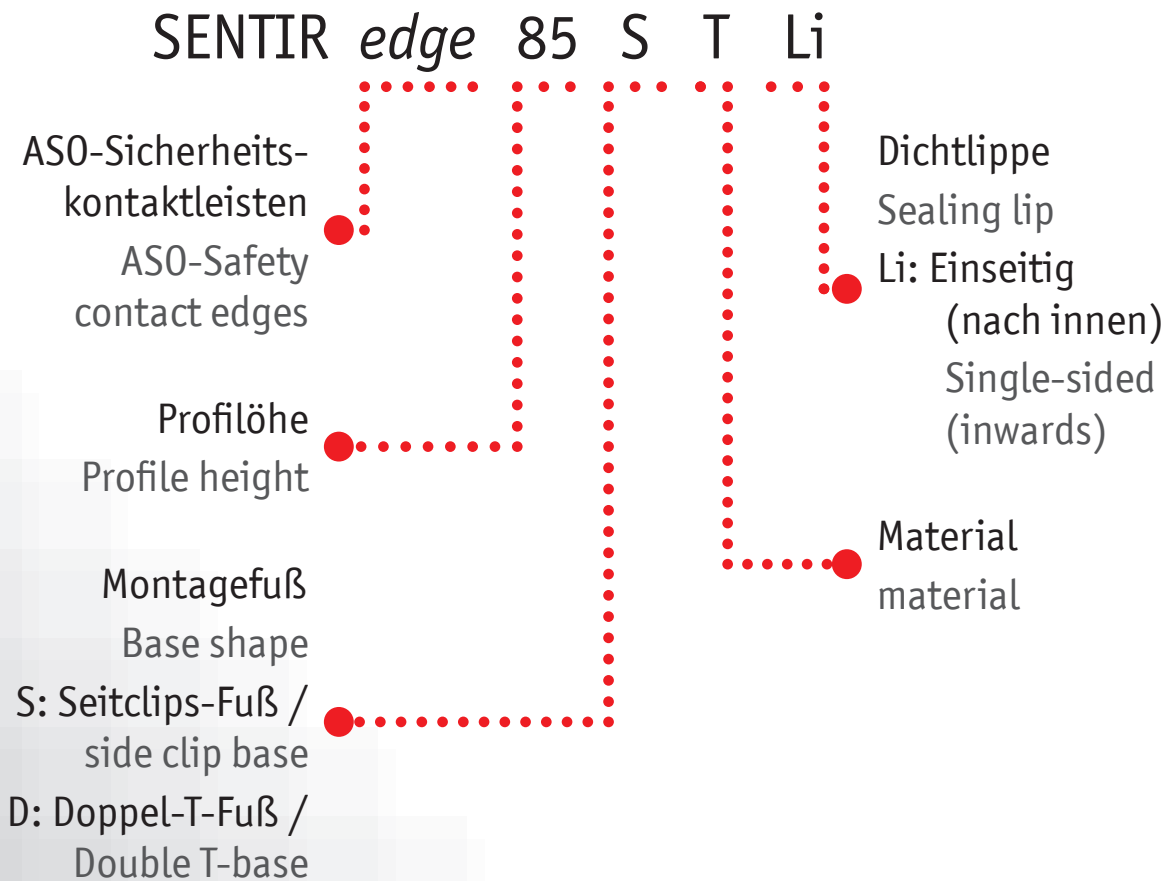 SENTIR edge 85 S T Li
ASO-Sicherheits-
kontaktleisten
ASO-Safety
contact edges
Profilöhe
Profile height
Montagefuß
Base shape
S: Seitclips-Fuß /
side clip base
D: Doppel-T-Fuß /
Double T-base
Dichtlippe
Sealing lip
Li: Einseitig
(nach innen)
Single-sided
(inwards)
Material
material